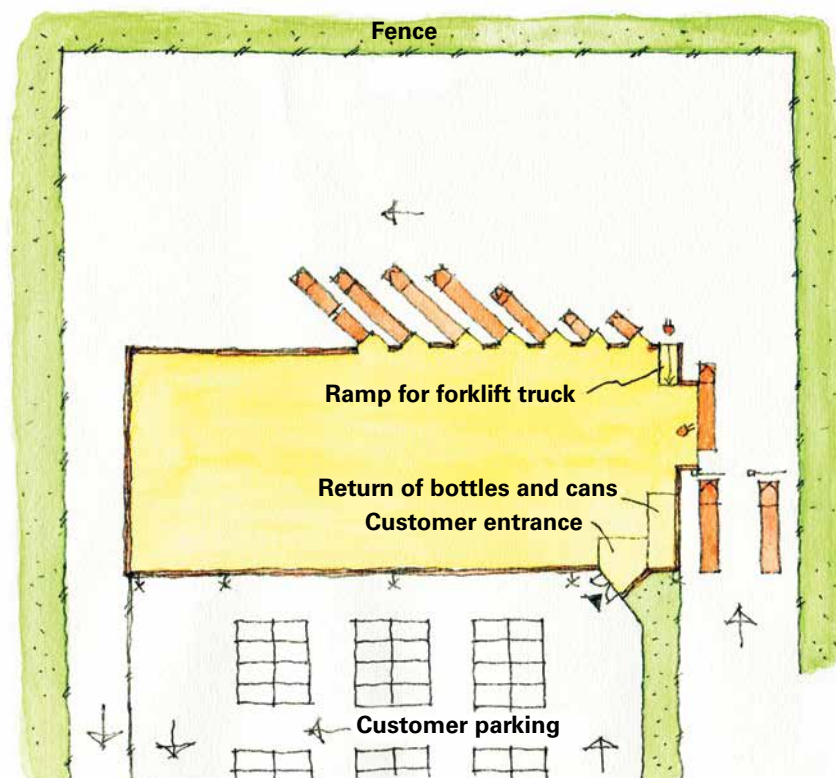 Fence
Ramp for forklift truck
Return of bottles and cans
Customer entrance
Customer parking